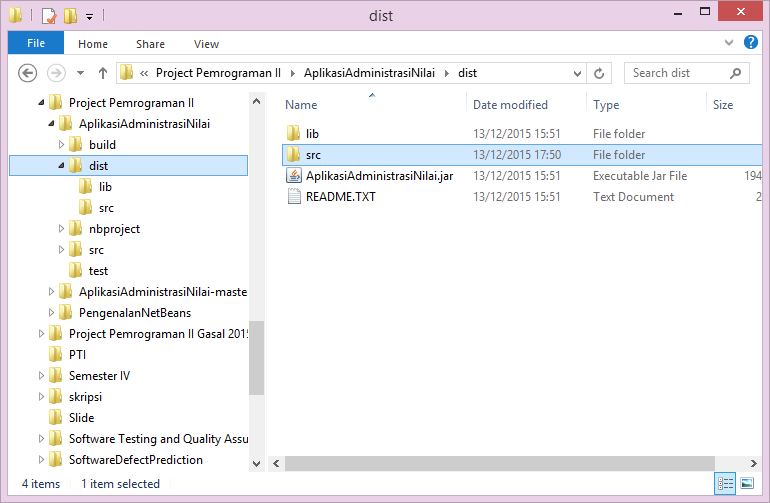 dist
File Home Share View
« Project Pemrograman II AplikasiAdministrasiNilai dist Search dist
Project Pemrograman II
AplikasiAdministrasiNilai
build
dist
lib
src
nbproject
src
test
AplikasiAdministrasiNilai-maste
PengenalanNetBeans
Project Pemrograman II Gasal 2015
PTI
Semester IV
skripsi
Slide
Software Testing and Quality Assu
SoftwareDefectPrediction
Name Date modified Type Size
lib 13/12/2015 15:51 File folder
src 13/12/2015 17:50 File folder
AplikasiAdministrasiNilai.jar 13/12/2015 15:51 Executable Jar File 194
README.TXT 13/12/2015 15:51 Text Document 2
4 items 1 item selected